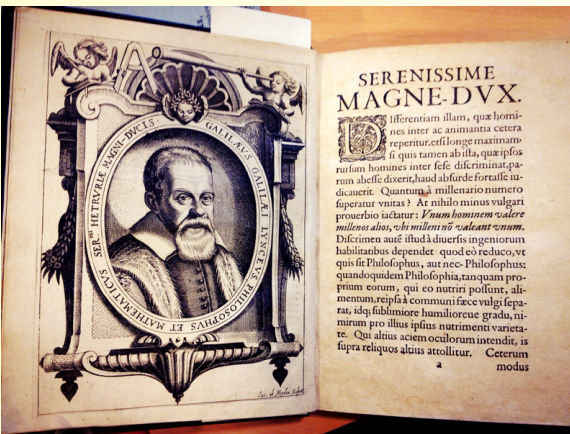 GALILÆVS GALILÆI LYNCEVS PHILOSOPHVS ET MATHEMATICVS SER.mi HETRVRIÆ MAGNI-DVCIS.
SERENISSIME
MAGNE-DVX.
DIfferentiam illam, quæ homi-
nes inter ac animantia cetera
reperitur, etsi longe maximam;
si quis tamen ab ista, quæ ipsos
rursum homines inter sese discriminat, pa-
rum abesse dixerit, haud absurde fortasse iu-
dicauerit. Quantum à millenario numero
superatur vnitas? At nihilo minus vulgari
prouerbio iactatur: Vnum hominem valere
millenos alios, vbi milleni nō valeant vnum.
Discrimen autē istud à diuersis ingeniorum
habilitatibus dependet quod eò reduco, vt
quis sit Philosophus, aut nec-Philosophus:
quandoquidem Philosophia, tanquam pro-
prium eorum, qui eo nutriri possunt, ali-
mentum, reipsà à communi fæce vulgi sepa-
rat, idq; sublimiore humilioreue gradu, ni-
mirum pro illius ipsius nutrimenti varieta-
te. Qui altius aciem oculorum intendit, is
supra reliquos altius attollitur. Ceterum
a
modus